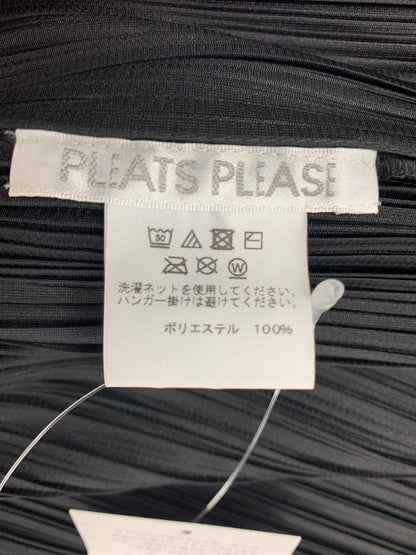 PLEATS PLEASE
30
W
洗濯ネットを使用してください。
ハンガー掛けは避けてください。
ポリエステル 100%